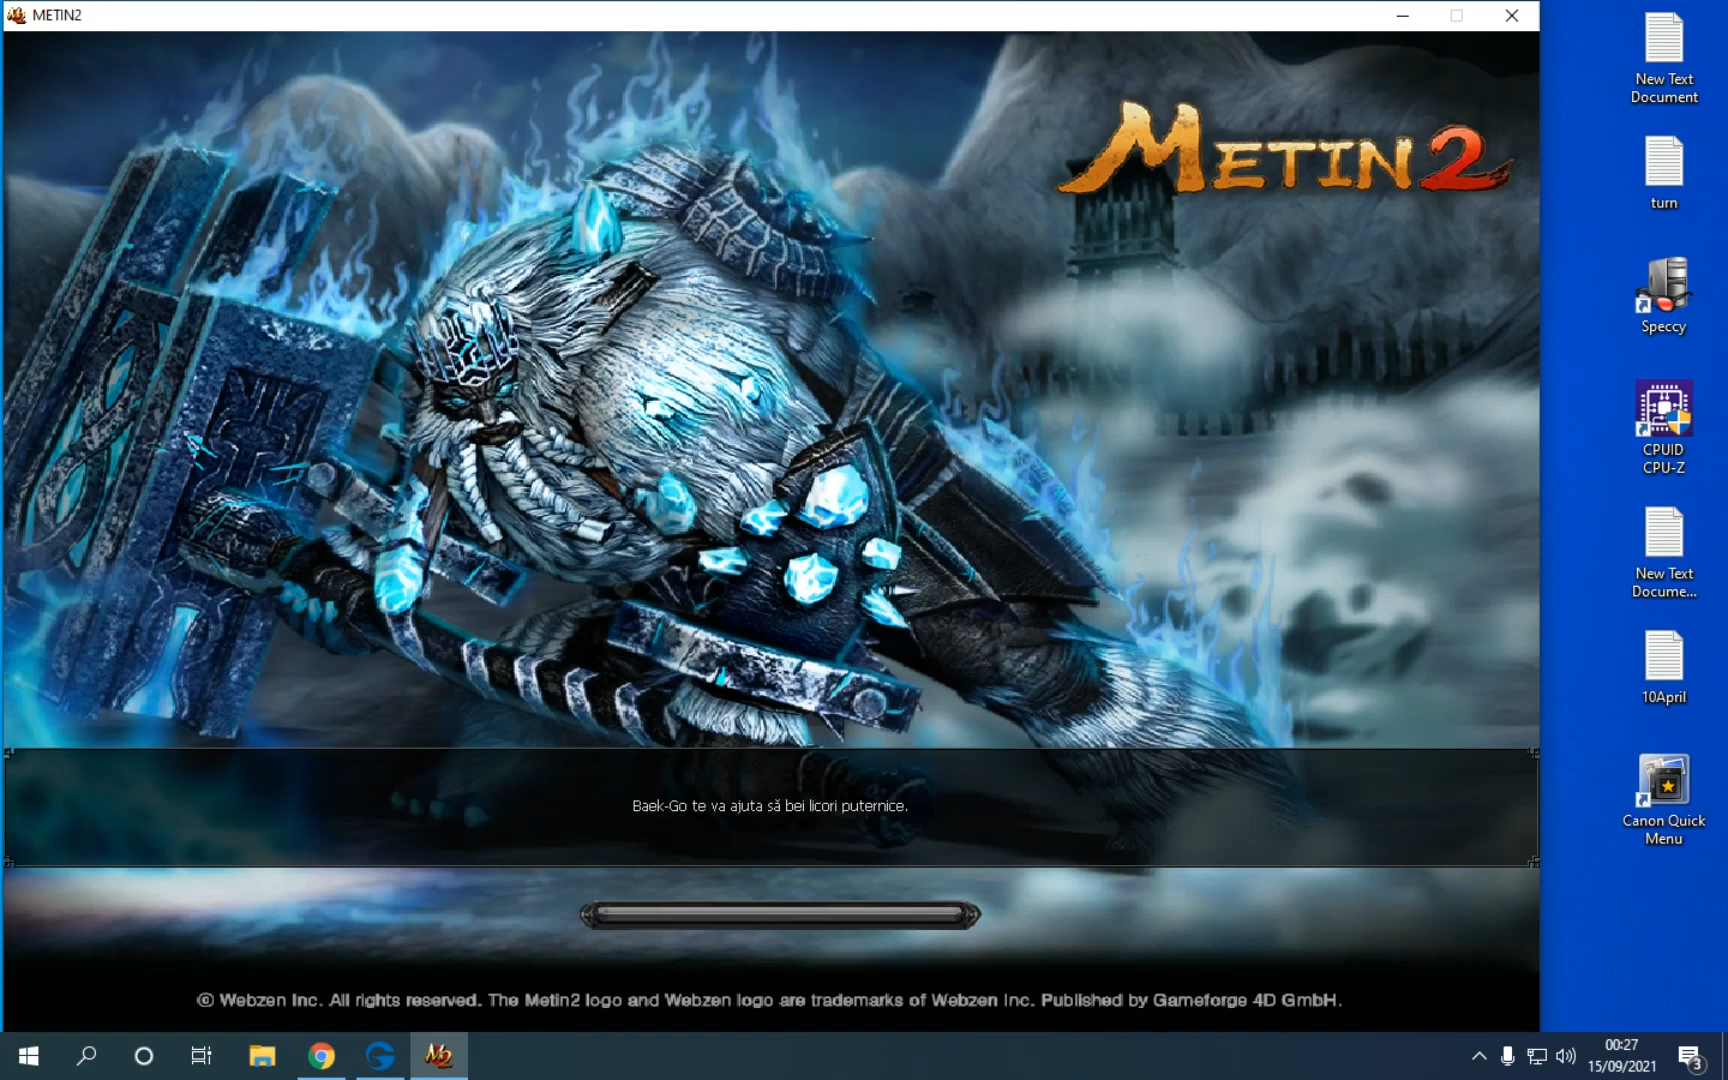 METIN2
METIN2
Baek-Go te va ajuta să bei licori puternice.
© Webzen Inc. All rights reserved. The Metin2 logo and Webzen logo are trademarks of Webzen Inc. Published by Gameforge 4D GmbH.
New Text
Document
turn
Speccy
CPUID
CPU-Z
New Text
Docume...
10April
Canon Quick
Menu
00:27
15/09/2021
3